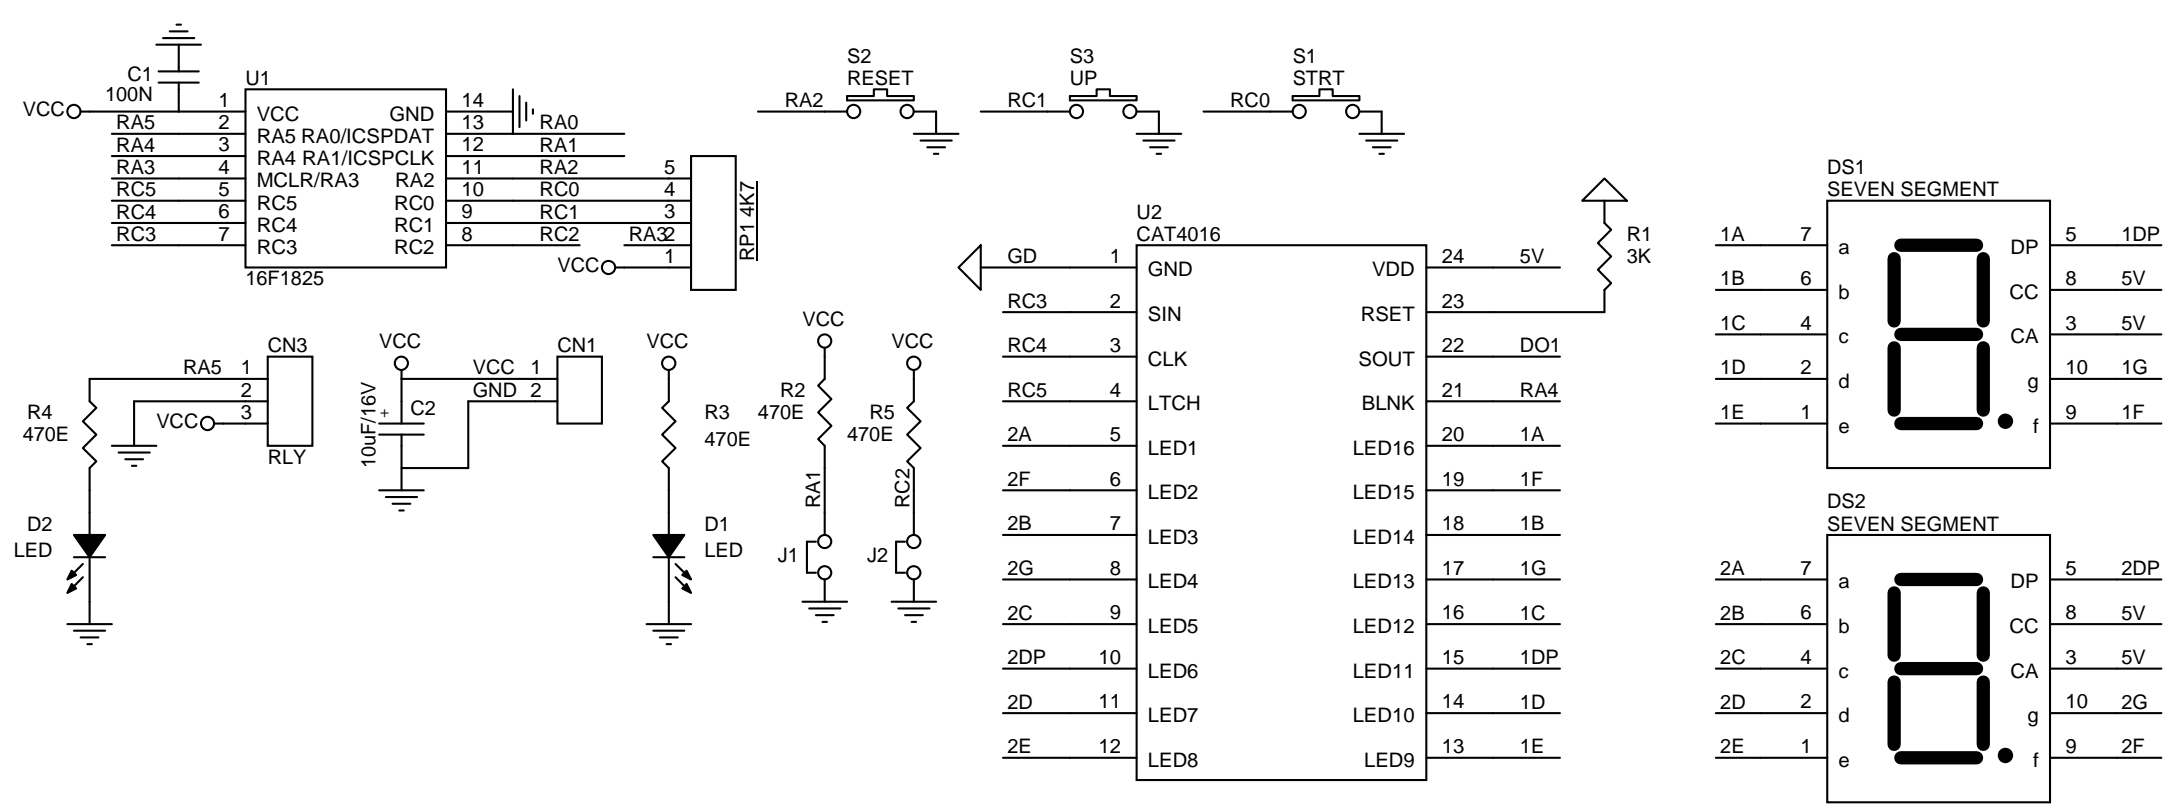 C1
100N
U1
VCC
1
VCC
GND
14
RA5
2
RA5 RA0/ICSPDAT
13
RA0
RA4
3
RA4 RA1/ICSPCLK
12
RA1
RA3
4
MCLR/RA3
RA2
11
RA2
5
RC5
5
RC5
RC0
10
RC0
4
RC4
6
RC4
RC1
9
RC1
3
RC3
7
RC3
RC2
8
RC2
RA3
2
VCC
1
16F1825
RP1 4K7
S2
RESET
RA2
S3
UP
RC1
S1
STRT
RC0
CN3
RA5
1
2
VCC
3
RLY
R4
470E
D2
LED
VCC
CN1
VCC
1
GND
2
10uF/16V
+
C2
VCC
R3
470E
D1
LED
VCC
R2
470E
RA1
J1
VCC
R5
470E
RC2
J2
U2
CAT4016
GD
1
GND
VDD
24
5V
RC3
2
SIN
RSET
23
RC4
3
CLK
SOUT
22
DO1
RC5
4
LTCH
BLNK
21
RA4
2A
5
LED1
LED16
20
1A
2F
6
LED2
LED15
19
1F
2B
7
LED3
LED14
18
1B
2G
8
LED4
LED13
17
1G
2C
9
LED5
LED12
16
1C
2DP
10
LED6
LED11
15
1DP
2D
11
LED7
LED10
14
1D
2E
12
LED8
LED9
13
1E
R1
3K
DS1
SEVEN SEGMENT
1A
7
a
DP
5
1DP
1B
6
b
CC
8
5V
1C
4
c
CA
3
5V
1D
2
d
g
10
1G
1E
1
e
f
9
1F
DS2
SEVEN SEGMENT
2A
7
a
DP
5
2DP
2B
6
b
CC
8
5V
2C
4
c
CA
3
5V
2D
2
d
g
10
2G
2E
1
e
f
9
2F